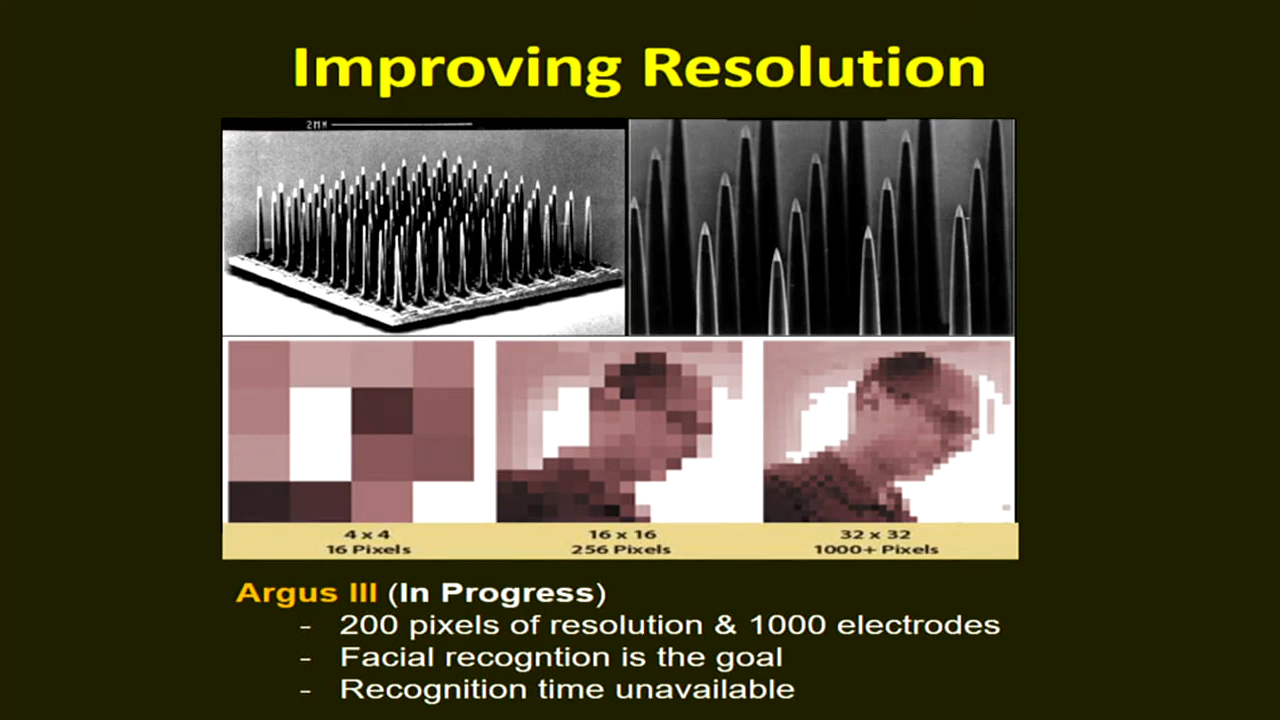 Improving Resolution
2MM
4 x 4
16 Pixels
16 x 16
256 Pixels
32 x 32
1000+ Pixels
Argus III (In Progress)
- 200 pixels of resolution & 1000 electrodes
- Facial recogntion is the goal
- Recognition time unavailable